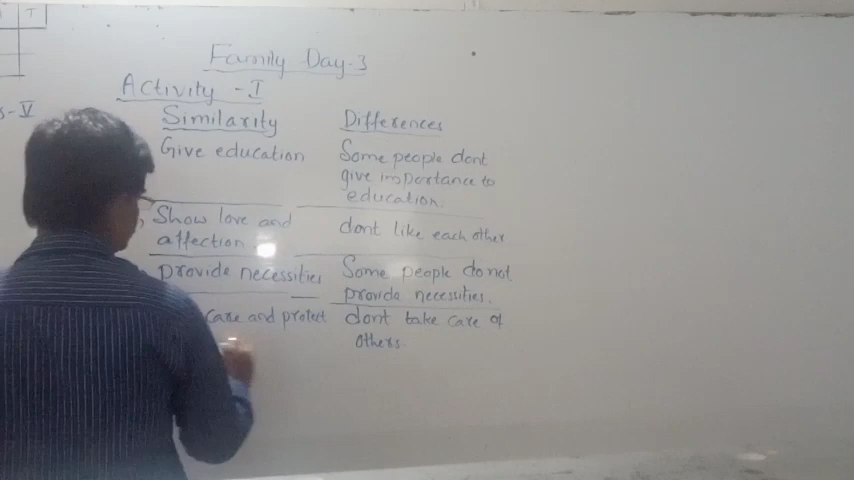 I
s-V
Family Day-3
Activity -I
Similarity Differences
Give education Some people dont
give importance to
education.
Show love and dont like each other
affection.
provide necessities Some people do not
provide necessities.
care and protect dont take care of
others.